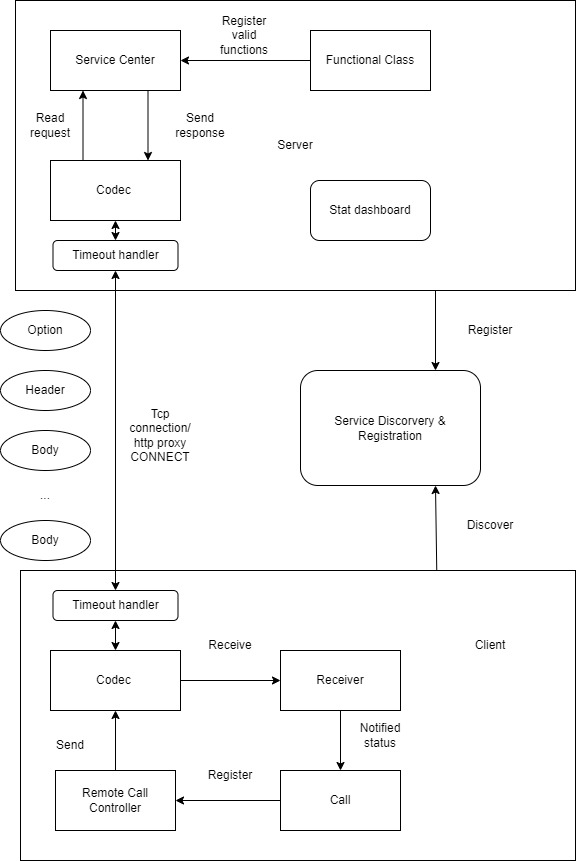 Register
valid
functions
Service Center
Functional Class
Read
request
Send
response
Server
Codec
Stat dashboard
Timeout handler
Option
Register
Header
Tcp
connection/
http proxy
CONNECT
Service Discorvery &
Registration
Body
...
Discover
Body
Timeout handler
Receive
Client
Codec
Receiver
Notified
status
Send
Register
Remote Call
Controller
Call